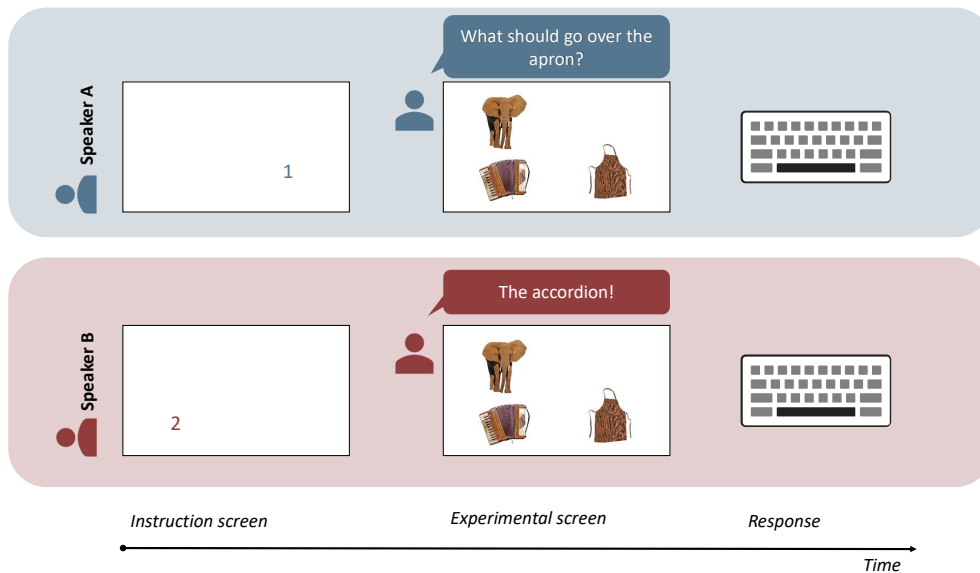 What should go over the
apron?
Speaker A
1
The accordion!
Speaker B
2
Instruction screen
Experimental screen
Response
Time